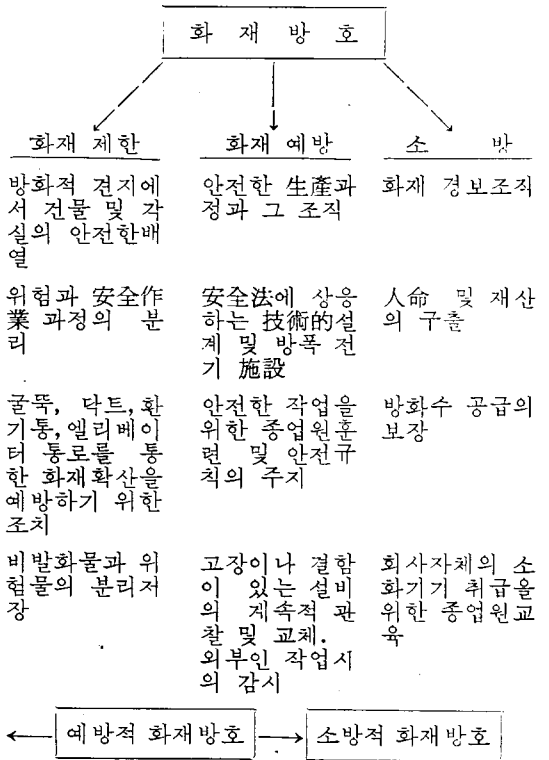 화 재 방 호
화재 제한
방화적 견지에
서 건물 및 각
실의 안전한배
열
위험과 安全作
業 과정의 분
리
굴뚝, 닥트,환
기통,엘리베이
터 통로를 통
한 화재확산을
예방하기 위한
조치
비발화물과 위
험물의 분리저
장
화재 예방
안전한 生產과
정과 그 조직
安全法에 상응
하는 技術的설
계 및 방폭 전
기 施設
안전한 작업을
위한 종업원훈
련 및 안전규
칙의 주지
고장이나 결함
이 있는 설비
의 계속적 관
찰 및 교체.
외부인 작업시
의 감시
소 방
화재 경보조직
人命 및 재산
의 구출
방화수 공급의
보장
회사자체의 소
화기기 취급을
위한 종업원교
육
예방적 화재방호
소방적 화재방호